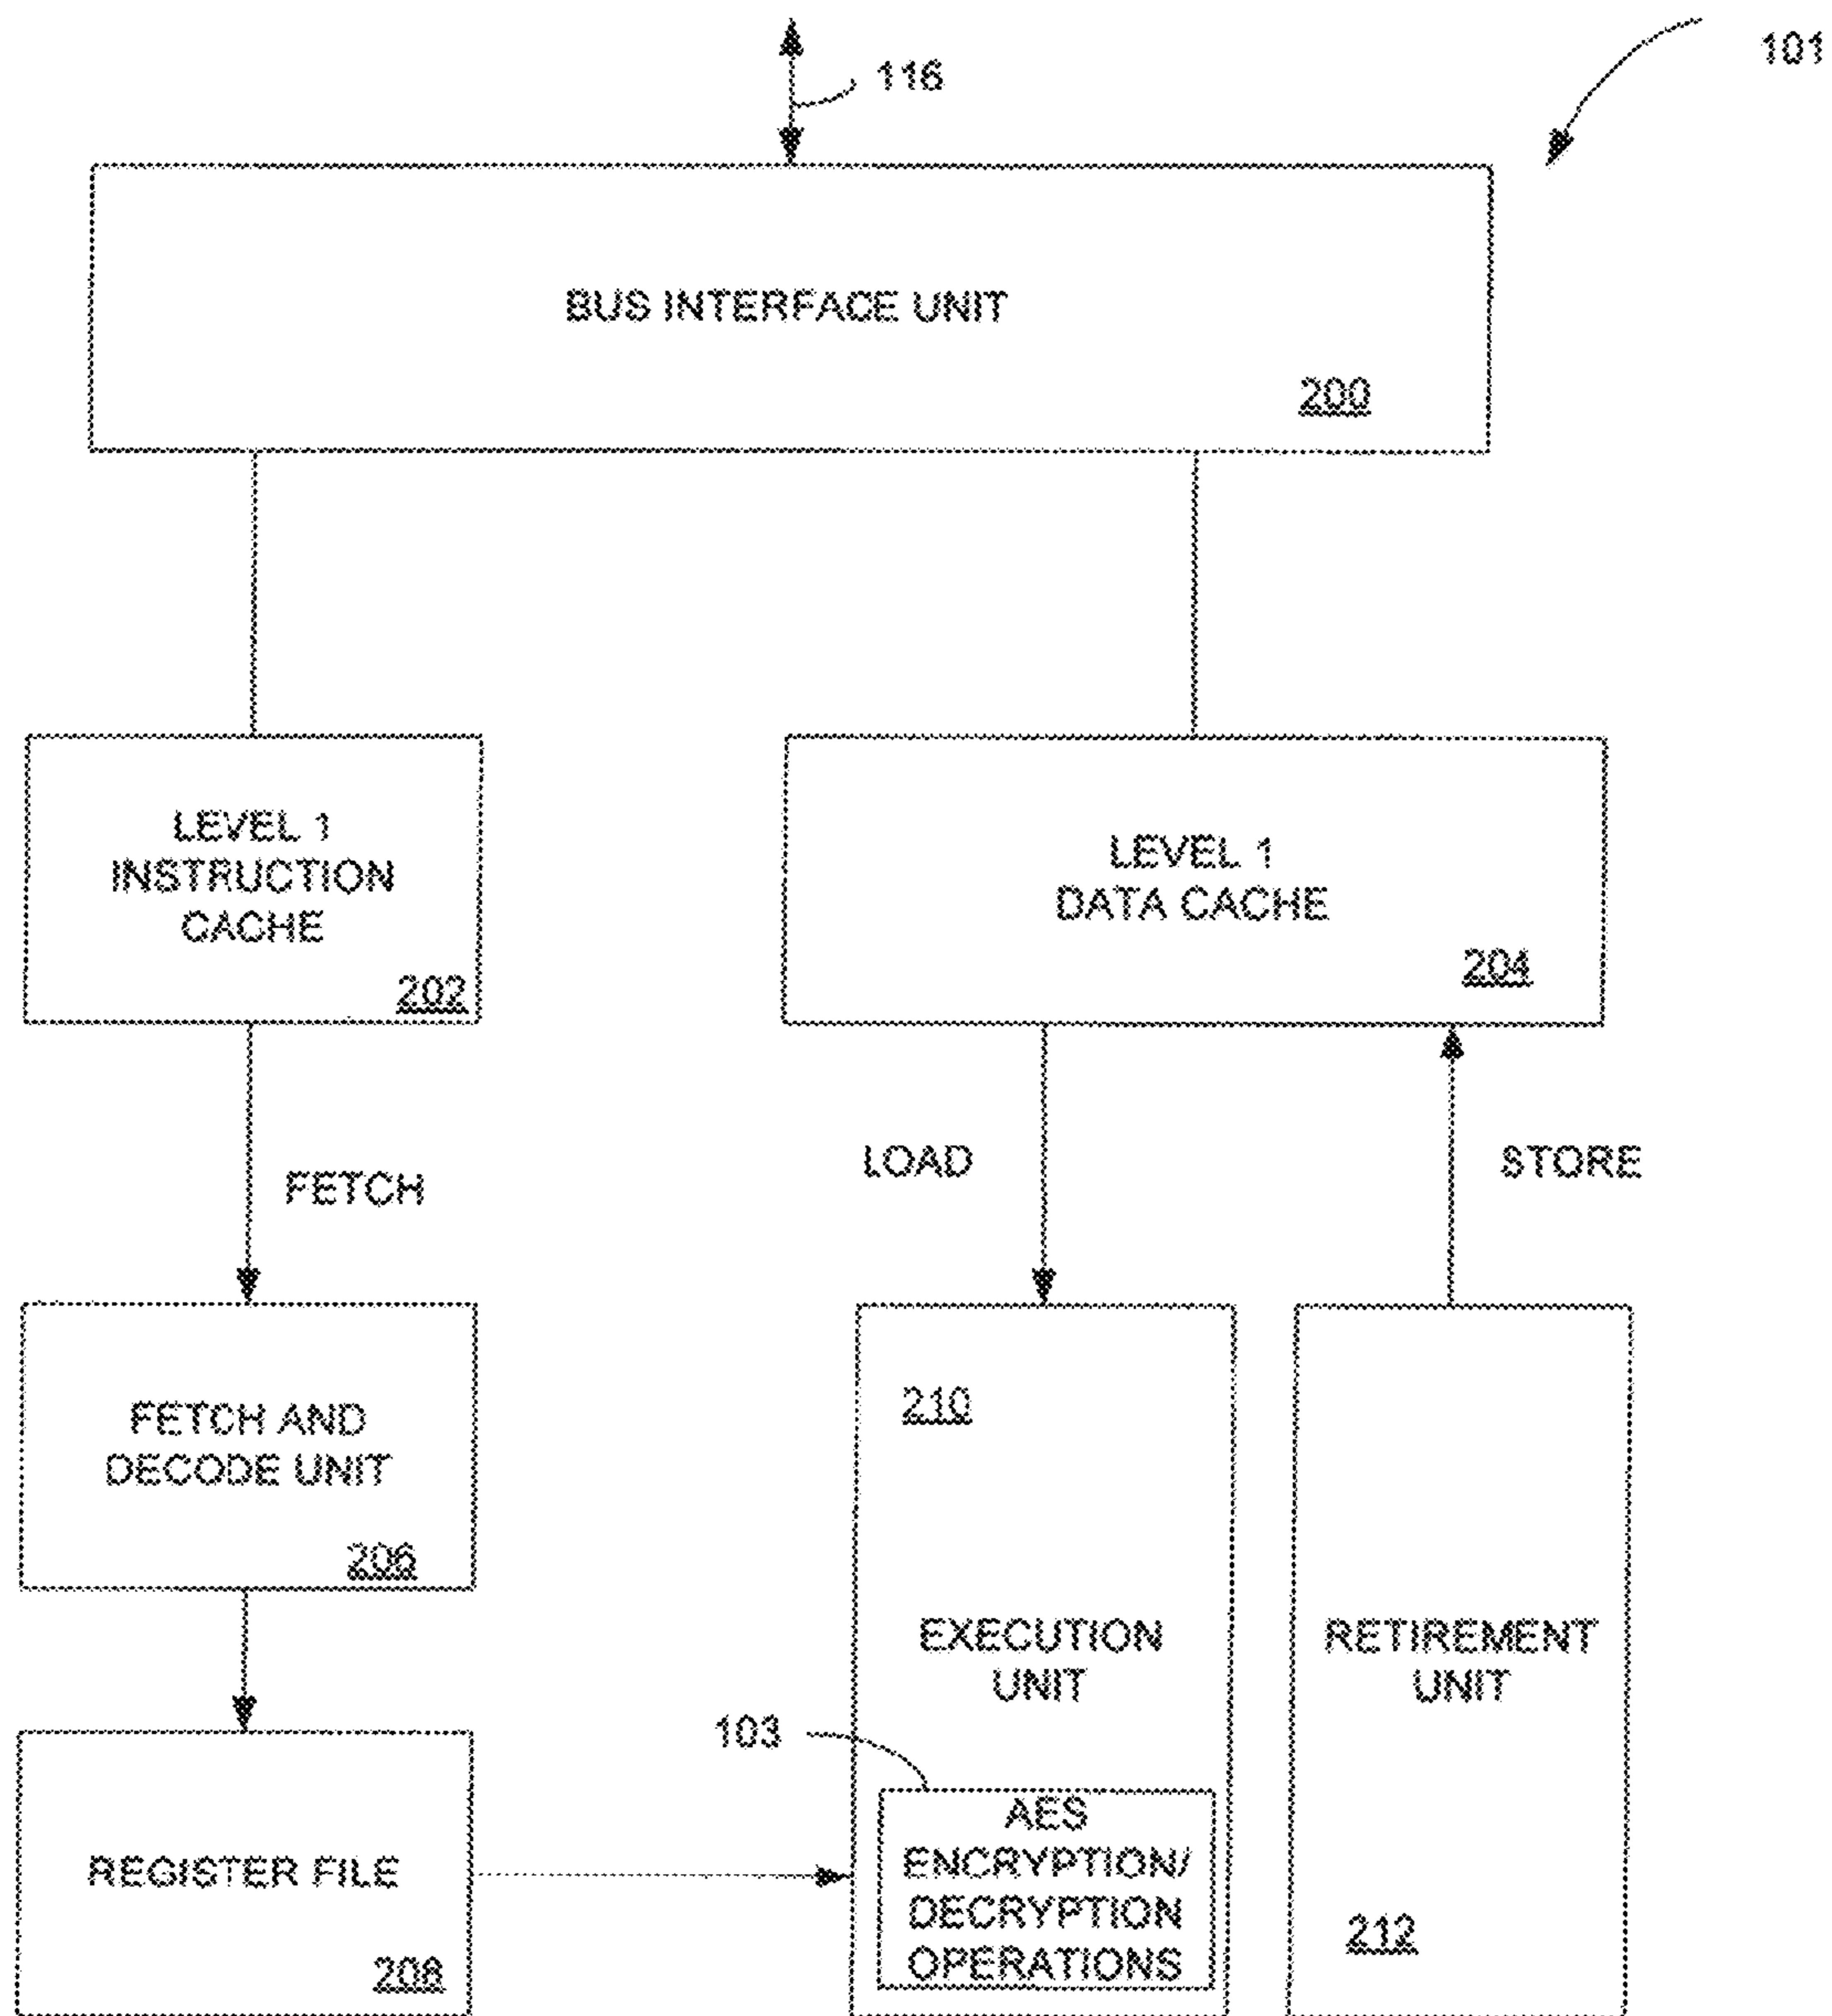 116
101
BUS INTERFACE UNIT
200
LEVEL 1
INSTRUCTION
CACHE
202
LEVEL 1
DATA CACHE
204
FETCH
LOAD
STORE
FETCH AND
DECODE UNIT
206
210
EXECUTION
UNIT
RETIREMENT
UNIT
103
REGISTER FILE
208
AES
ENCRYPTION/
DECRYPTION
OPERATIONS
212